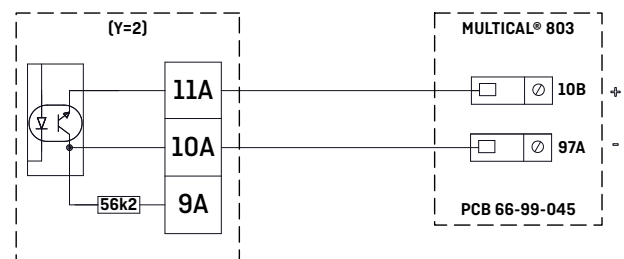 (Y=2)
MULTICAL® 803
11A
10B +
10A
97A -
56k2
9A
PCB 66-99-045